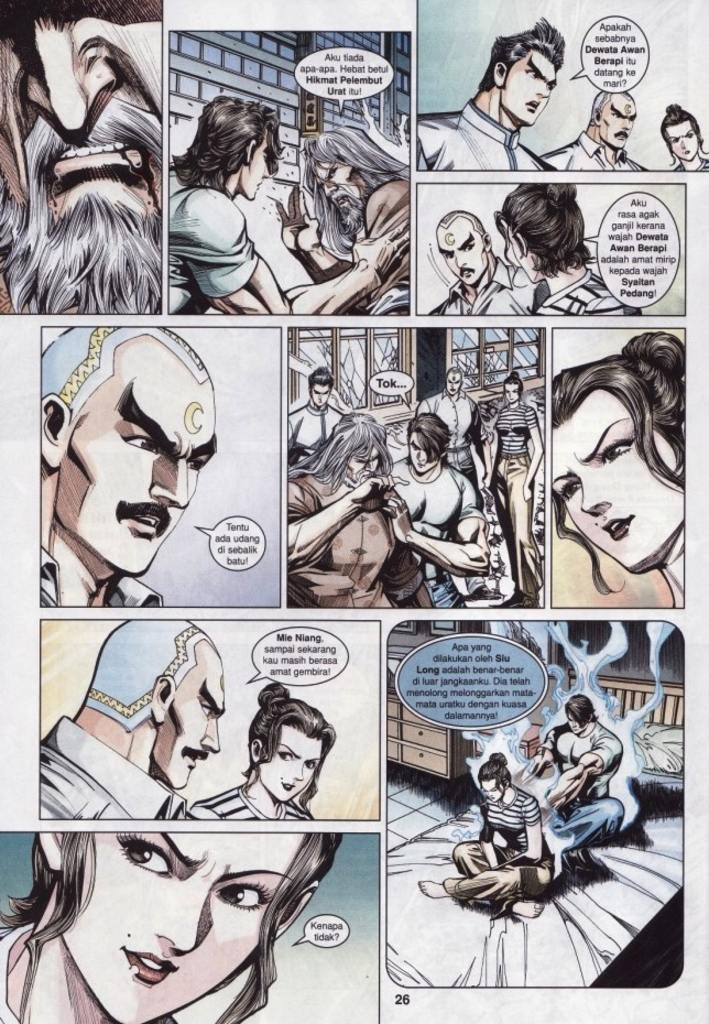 Aku tiada
apa-apa. Hebat betul
Hikmat Pelembut
Urat itu!
Apakah
sebabnya
Dewata Awan
Berapi itu
datang ke
mari?
Aku
rasa agak
ganjil kerana
wajah Dewata
Awan Berapi
adalah amat mirip
kepada wajah
Syaitan
Pedang!
Tentu
ada udang
di sebalik
batu!
Tok...
Mie Niang,
sampai sekarang
kau masih berasa
amat gembira!
Apa yang
dilakukan oleh Siu
Long adalah benar-benar
di luar jangkaanku. Dia telah
menolong melonggarkan mata-
mata uratku dengan kuasa
dalamannya!
Kenapa
tidak?
26